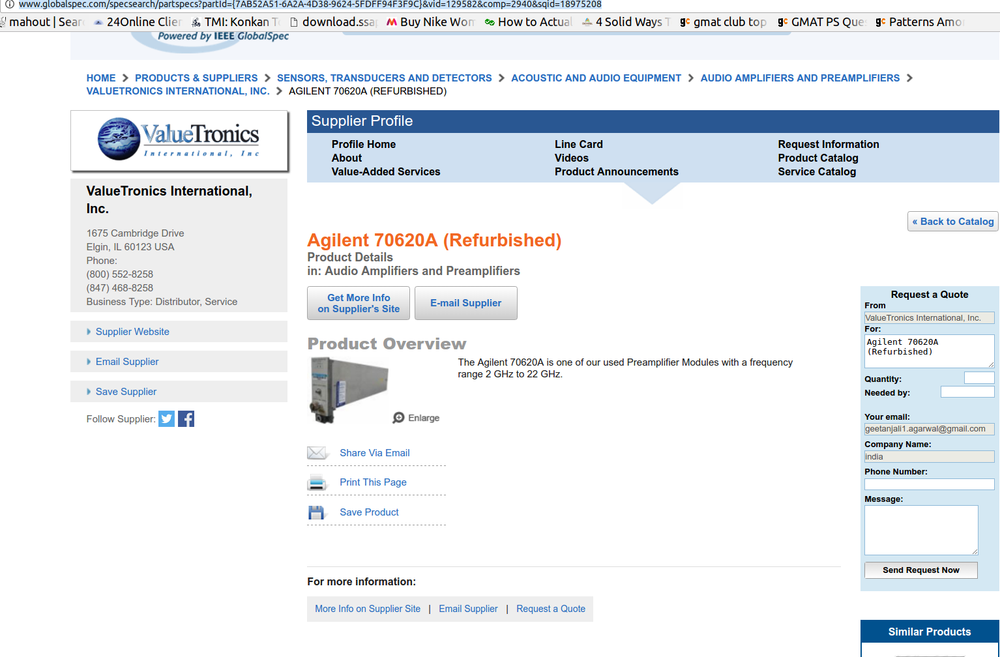 www.globalspec.com/specsearch/partspecs?partId={7AB52A51-6A2A-4D38-9624-5FDFF94F3F9C}&vid=129582&comp=2940&sqid=18975208
mahout | Sear 24Online Clien TMI: Konkan T download.ssa Buy Nike Wom How to Actual 4 Solid Ways T gc gmat club top gc GMAT PS Que gc Patterns Amo
Powered by IEEE GlobalSpec
HOME PRODUCTS & SUPPLIERS SENSORS, TRANSDUCERS AND DETECTORS ACOUSTIC AND AUDIO EQUIPMENT AUDIO AMPLIFIERS AND PREAMPLIFIERS
VALUETRONICS INTERNATIONAL, INC. AGILENT 70620A (REFURBISHED)
ValueTronics
International, Inc
ValueTronics International,
Inc.
1675 Cambridge Drive
Elgin, IL 60123 USA
Phone:
(800) 552-8258
(847) 468-8258
Business Type: Distributor, Service
Supplier Website
Email Supplier
Save Supplier
Follow Supplier:
Supplier Profile
Profile Home Line Card Request Information
About Videos Product Catalog
Value-Added Services Product Announcements Service Catalog
« Back to Catalog
Agilent 70620A (Refurbished)
Product Details
in: Audio Amplifiers and Preamplifiers
Get More Info
on Supplier's Site
E-mail Supplier
Product Overview
The Agilent 70620A is one of our used Preamplifier Modules with a frequency
range 2 GHz to 22 GHz.
Enlarge
Share Via Email
Print This Page
Save Product
For more information:
More Info on Supplier Site | Email Supplier | Request a Quote
Request a Quote
From
ValueTronics International, Inc.
For:
Agilent 70620A
(Refurbished)
Quantity:
Needed by:
Your email:
geetanjali1.agarwal@gmail.com
Company Name:
india
Phone Number:
Message:
Send Request Now
Similar Products